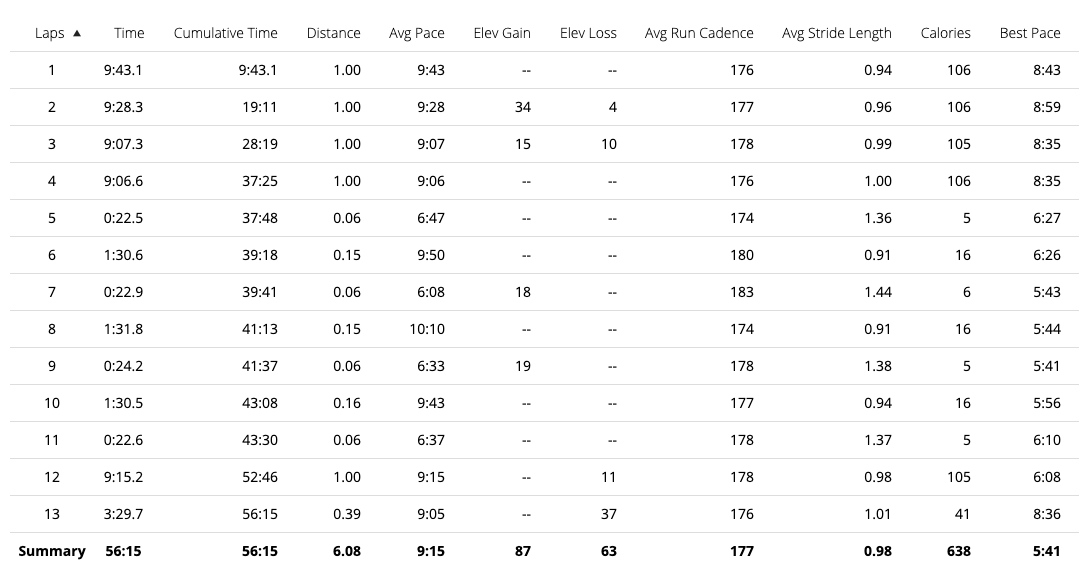 Laps ▲ Time Cumulative Time Distance Avg Pace Elev Gain Elev Loss Avg Run Cadence Avg Stride Length Calories Best Pace
1 9:43.1 9:43.1 1.00 9:43 -- -- 176 0.94 106 8:43
2 9:28.3 19:11 1.00 9:28 34 4 177 0.96 106 8:59
3 9:07.3 28:19 1.00 9:07 15 10 178 0.99 105 8:35
4 9:06.6 37:25 1.00 9:06 -- -- 176 1.00 106 8:35
5 0:22.5 37:48 0.06 6:47 -- -- 174 1.36 5 6:27
6 1:30.6 39:18 0.15 9:50 -- -- 180 0.91 16 6:26
7 0:22.9 39:41 0.06 6:08 18 -- 183 1.44 6 5:43
8 1:31.8 41:13 0.15 10:10 -- -- 174 0.91 16 5:44
9 0:24.2 41:37 0.06 6:33 19 -- 178 1.38 5 5:41
10 1:30.5 43:08 0.16 9:43 -- -- 177 0.94 16 5:56
11 0:22.6 43:30 0.06 6:37 -- -- 178 1.37 5 6:10
12 9:15.2 52:46 1.00 9:15 -- 11 178 0.98 105 6:08
13 3:29.7 56:15 0.39 9:05 -- 37 176 1.01 41 8:36
Summary 56:15 56:15 6.08 9:15 87 63 177 0.98 638 5:41